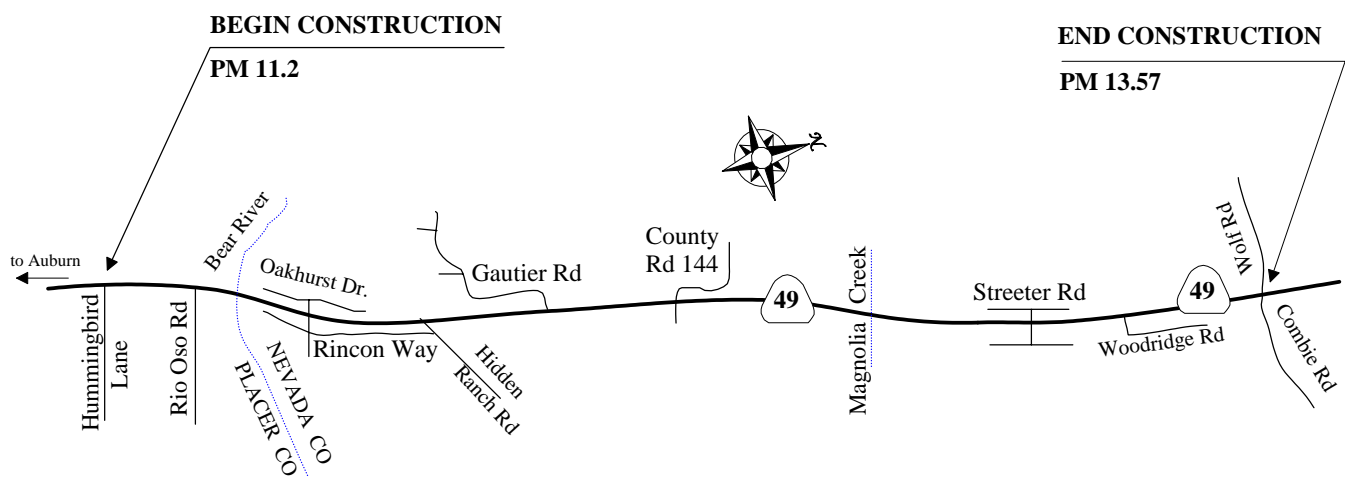 BEGIN CONSTRUCTION
PM 11.2
END CONSTRUCTION
PM 13.57
N
to Auburn
Hummingbird
Lane
Rio Oso Rd
Bear River
NEVADA CO
PLACER CO
Oakhurst Dr.
Rincon Way
Hidden
Ranch Rd
Gautier Rd
County
Rd 144
49
Magnolia Creek
Streeter Rd
Woodridge Rd
49
Wolf Rd
Combie Rd